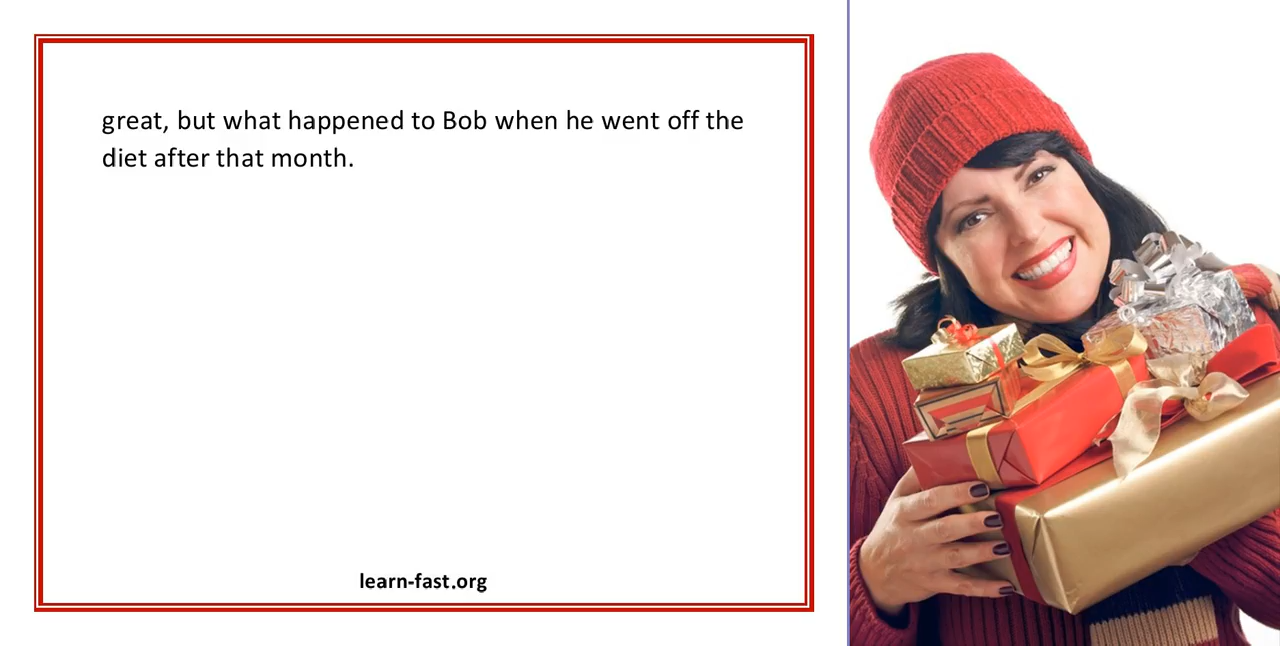 great, but what happened to Bob when he went off the
diet after that month.
learn-fast.org